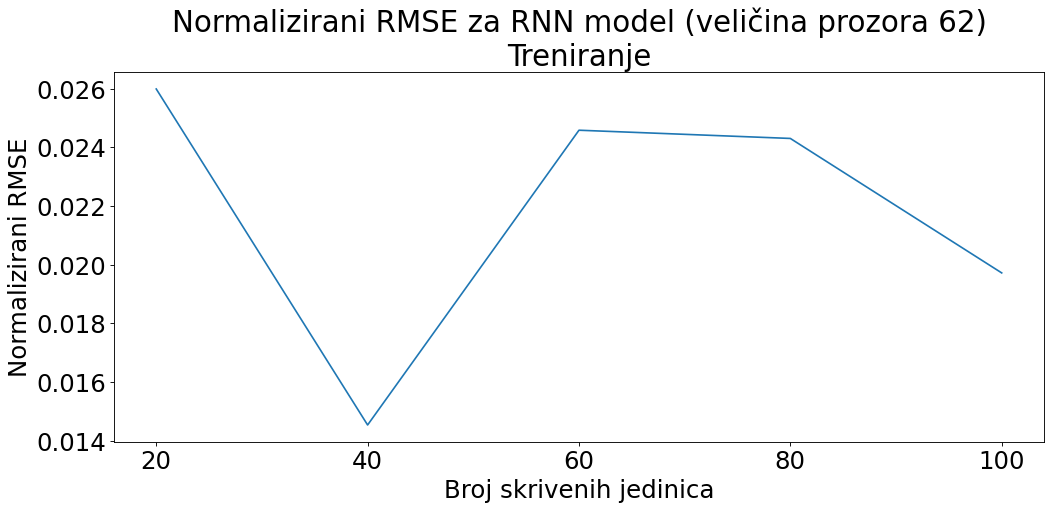 Normalizirani RMSE za RNN model (veličina prozora 62)
Treniranje
Normalizirani RMSE
0.026
0.024
0.022
0.020
0.018
0.016
0.014
20 40 60 80 100
Broj skrivenih jedinica